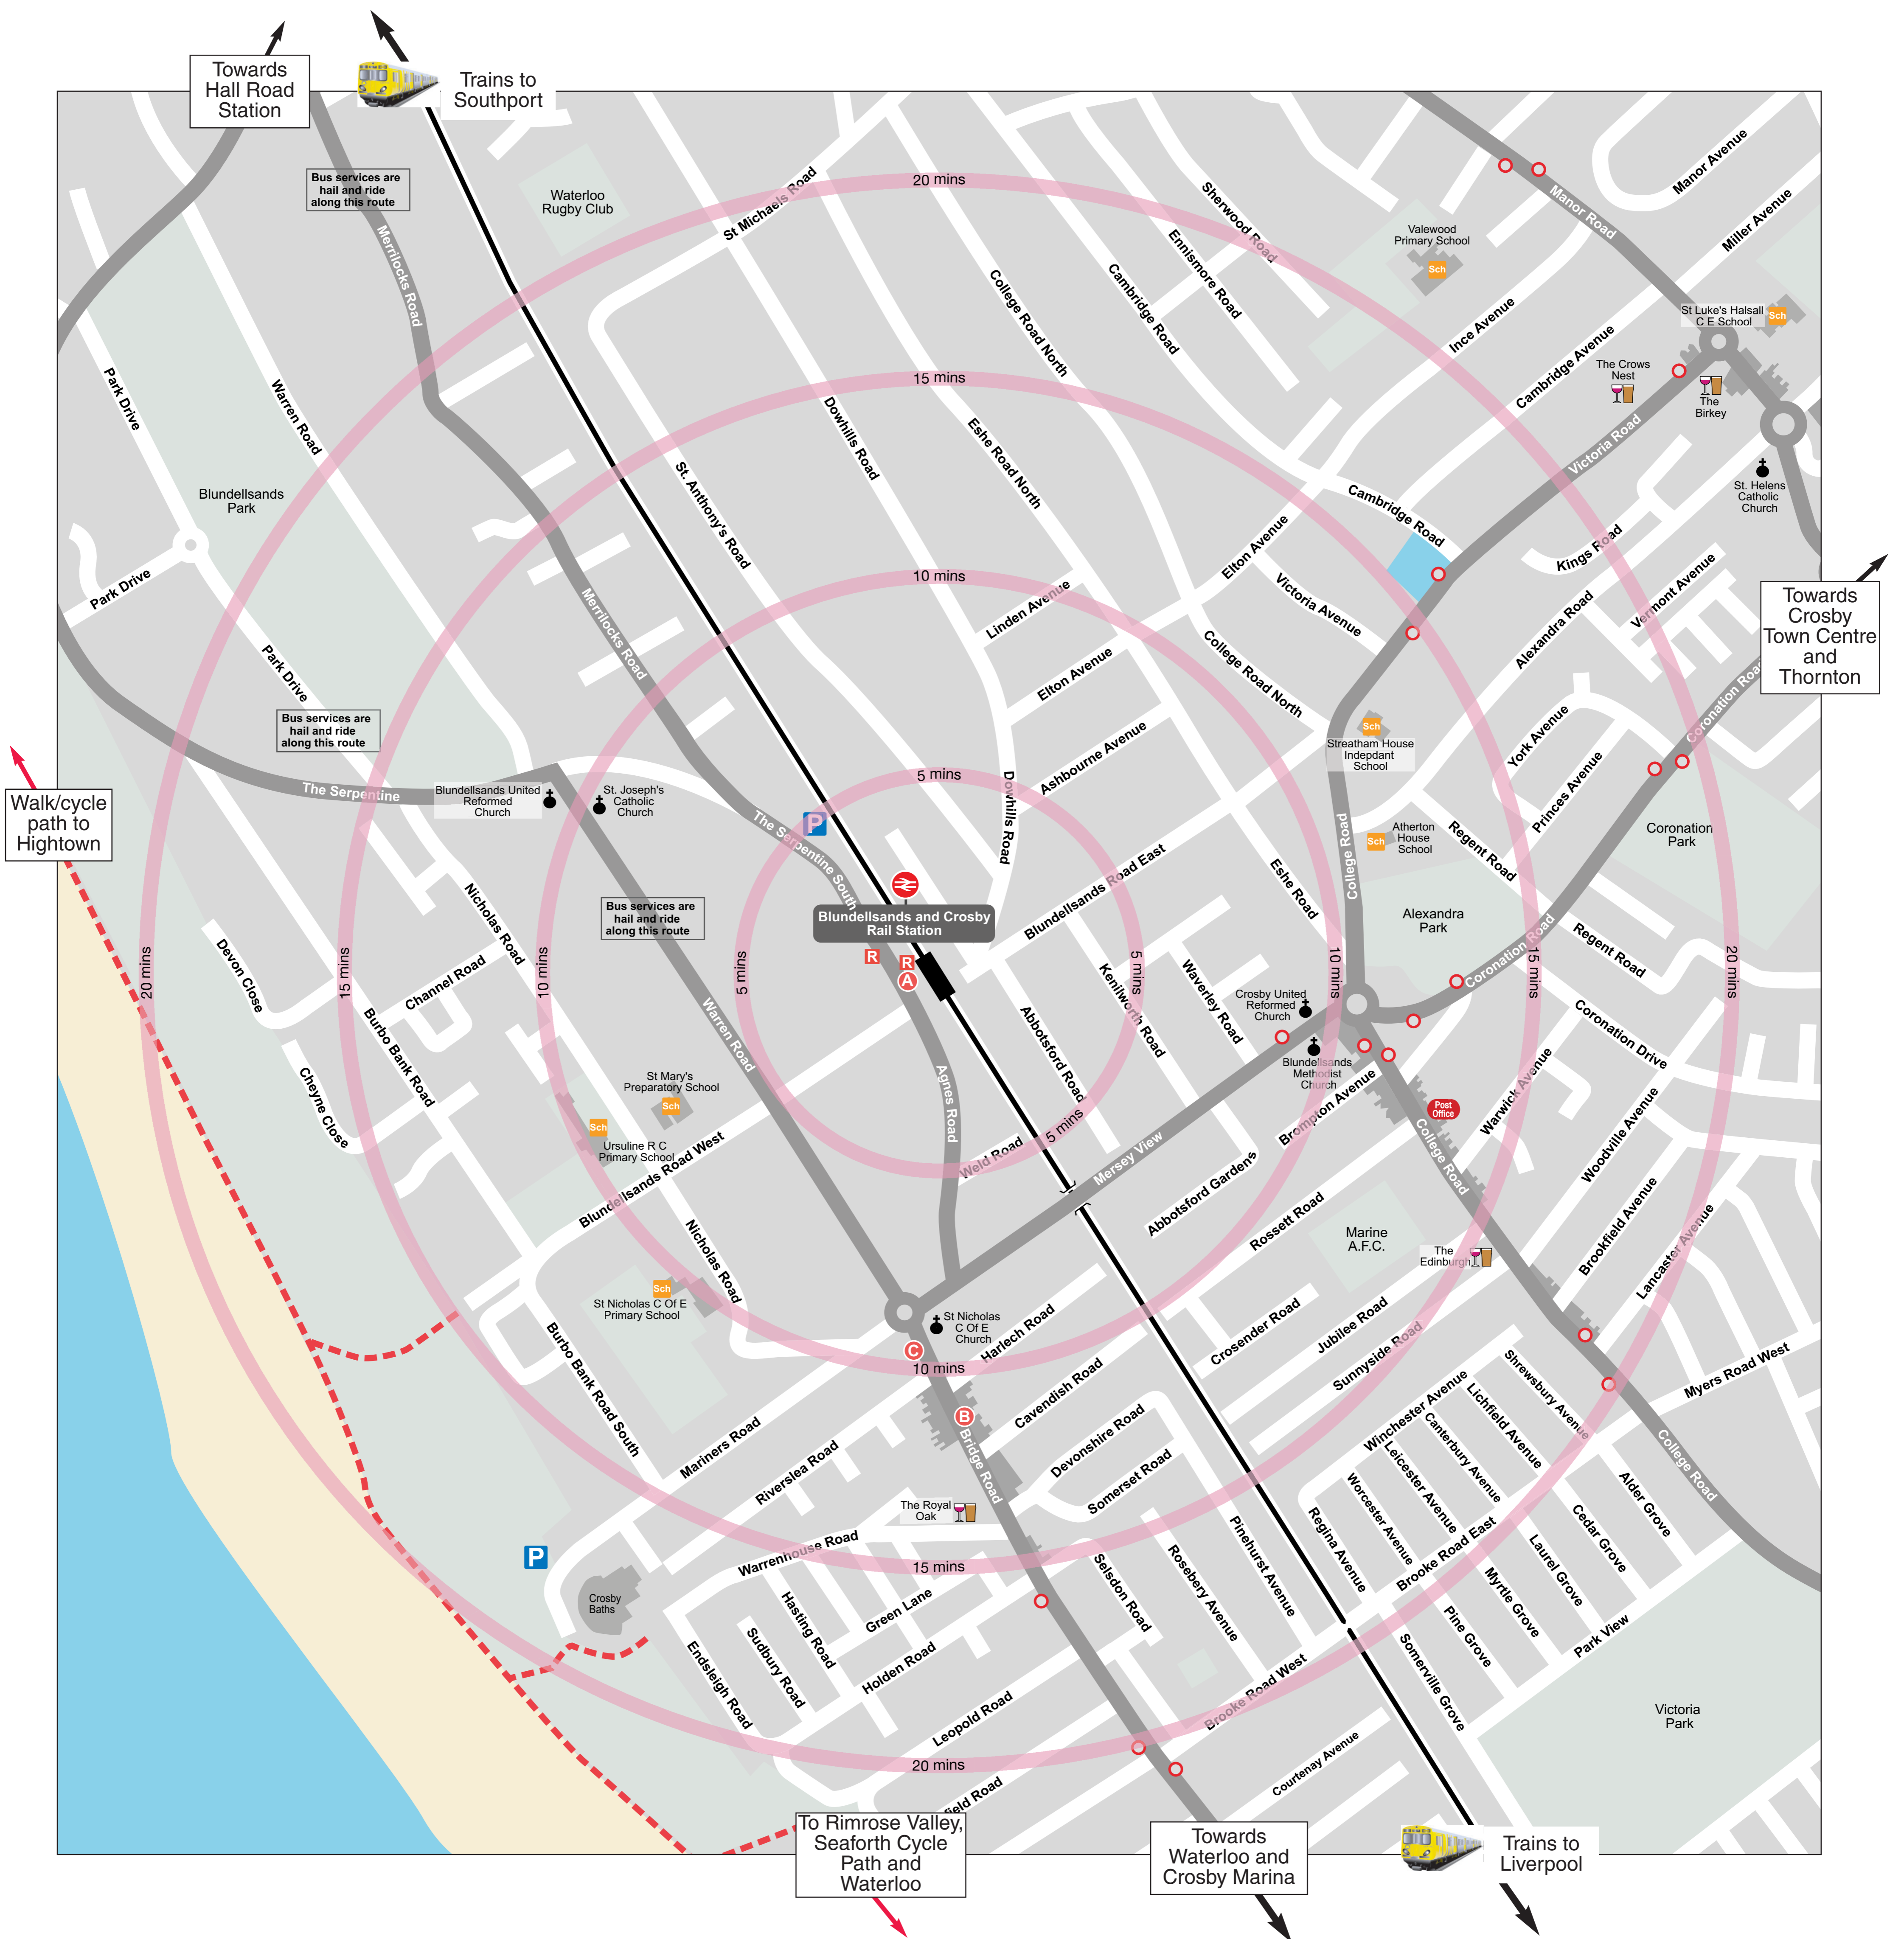 Towards
Hall Road
Station
Trains to
Southport
Bus services are
hail and ride
along this route
Waterloo
Rugby Club
St Michaels Road
20 mins
Sherwood Road
Ennismore Road
Cambridge Road
College Road North
Valewood
Primary School
Sch
Manor Road
Manor Avenue
Miller Avenue
Ince Avenue
Cambridge Avenue
St Luke's Halsall
C E School
Sch
The Crows
Nest
The
Birkey
Victoria Road
St. Helens
Catholic
Church
Merrilocks Road
Park Drive
Warren Road
Blundellsands
Park
15 mins
Dowhills Road
Eshe Road North
St. Anthony's Road
Cambridge Road
Elton Avenue
Victoria Avenue
Kings Road
Vermont Avenue
Alexandra Road
Towards
Crosby
Town Centre
and
Thornton
Park Drive
Park Drive
10 mins
Linden Avenue
Elton Avenue
College Road North
Merrilocks Road
Ashbourne Avenue
Bus services are
hail and ride
along this route
The Serpentine
Blundellsands United
Reformed
Church
St. Joseph's
Catholic
Church
Walk/cycle
path to
Hightown
5 mins
P
The Serpentine South
Dowhills Road
Blundellsands Road East
Sch
Streatham House
Indepdant
School
College Road
Sch
Atherton
House
School
York Avenue
Princes Avenue
Coronation Road
Coronation
Park
Regent Road
Alexandra
Park
Eshe Road
Regent Road
Coronation Road
Blundellsands and Crosby
Rail Station
R
R
A
Bus services are
hail and ride
along this route
Nicholas Road
Channel Road
Devon Close
Burbo Bank Road
Cheyne Close
Warren Road
20 mins
15 mins
10 mins
5 mins
5 mins
10 mins
15 mins
20 mins
Kenilworth Road
Waverley Road
Abbotsford Road
Crosby United
Reformed
Church
Blundellsands
Methodist
Church
Coronation Drive
Post
Office
Warwick Avenue
Woodville Avenue
Brompton Avenue
College Road
St Mary's
Preparatory School
Sch
Sch
Ursuline R C
Primary School
Blundellsands Road West
Agnes Road
5 mins
Weld Road
Mersey View
Abbotsford Gardens
Rossett Road
Marine
A.F.C.
The
Edinburgh
Brookfield Avenue
Lancaster Avenue
Nicholas Road
Sch
St Nicholas C Of E
Primary School
St Nicholas
C Of E
Church
C
Harlech Road
10 mins
Crosender Road
Jubilee Road
Sunnyside Road
Myers Road West
Burbo Bank Road South
Mariners Road
Riverslea Road
B
Bridge Road
Cavendish Road
Devonshire Road
Somerset Road
Winchester Avenue
Shrewsbury Avenue
Lichfield Avenue
Canterbury Avenue
Leicester Avenue
Worcester Avenue
Regina Avenue
College Road
Alder Grove
Cedar Grove
Laurel Grove
Myrtle Grove
Pine Grove
Brooke Road East
Park View
The Royal
Oak
Warrenhouse Road
15 mins
P
Crosby
Baths
Hasting Road
Green Lane
Sudbury Road
Holden Road
Endsleigh Road
Leopold Road
Selsdon Road
Rosebery Avenue
Pinehurst Avenue
Somerville Grove
Brooke Road West
Courtenay Avenue
Victoria
Park
20 mins
field Road
To Rimrose Valley,
Seaforth Cycle
Path and
Waterloo
Towards
Waterloo and
Crosby Marina
Trains to
Liverpool